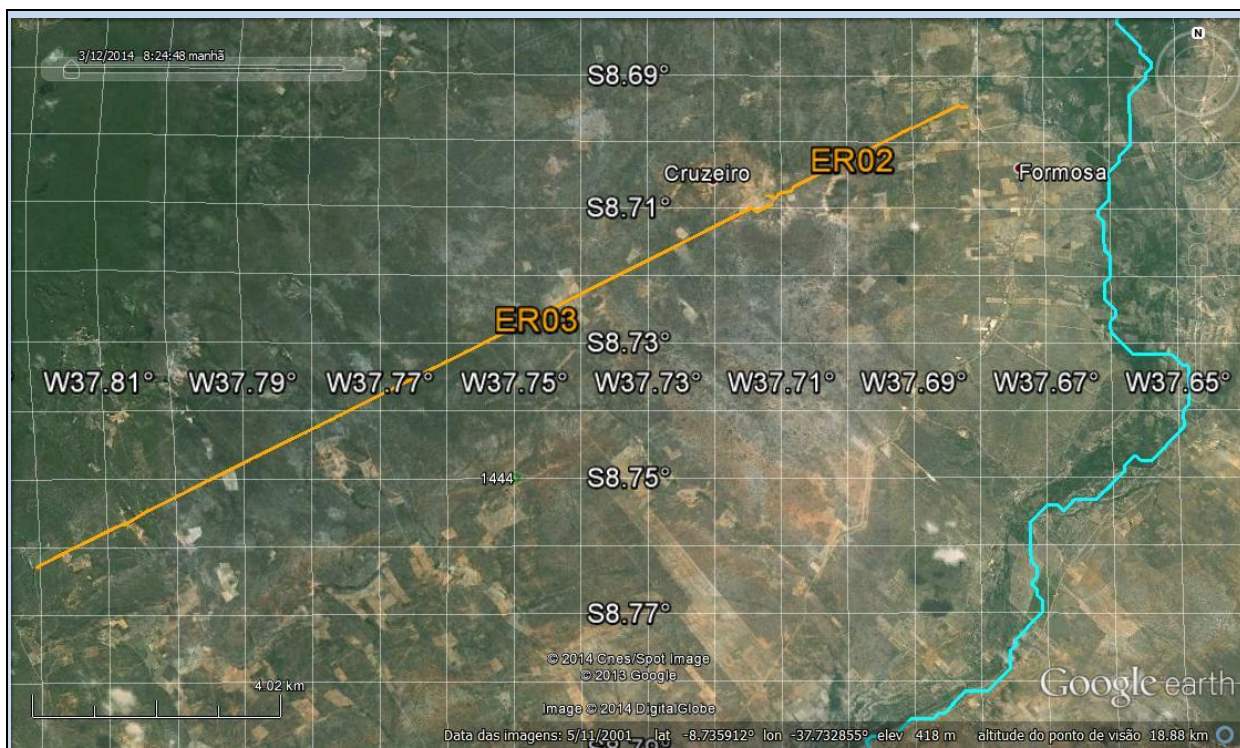 N
3/12/2014 8:24:48 manhã
S8.69°
ER02
Cruzeiro
Formosa
S8.71°
ER03
S8.73°
W37.81° W37.79° W37.77° W37.75° W37.73° W37.71° W37.69° W37.67° W37.65°
1444
S8.75°
S8.77°
© 2014 Cnes/Spot Image
© 2013 Google
4.02 km
Google earth
Image © 2014 DigitalGlobe
Data das imagens: 5/11/2001 lat -8.735912° lon -37.732855° elev 418 m altitude do ponto de visão 18.88 km
S8.79°